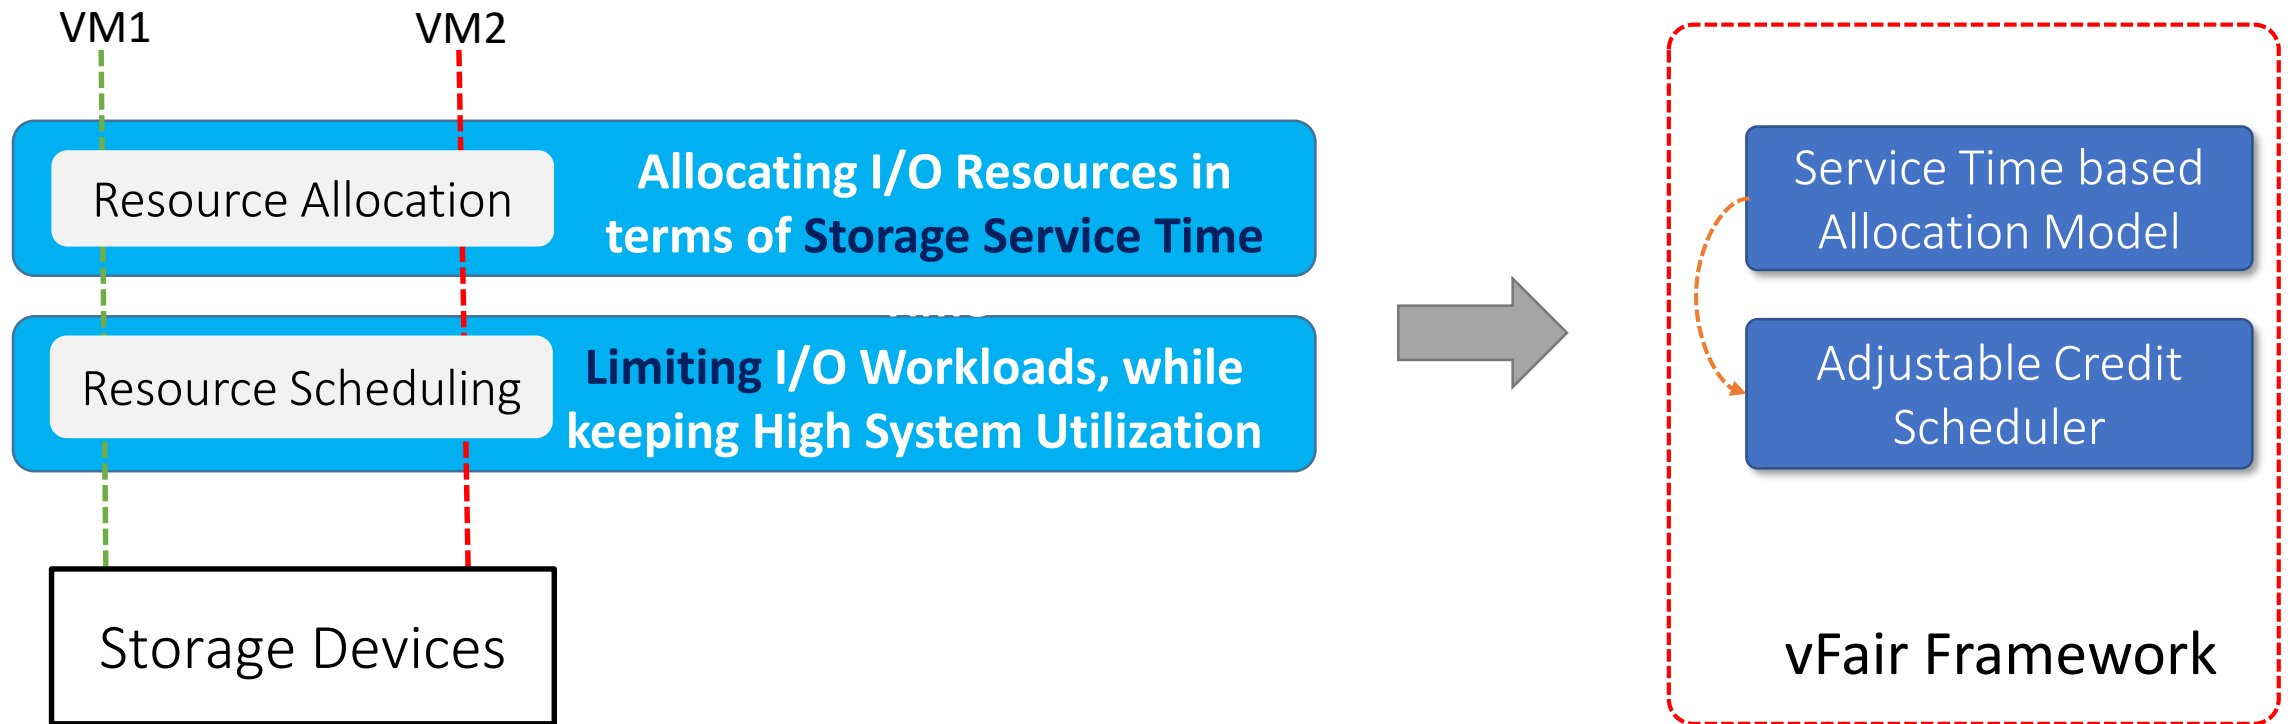 VM1
VM2
Resource Allocation
Allocating I/O Resources in
terms of Storage Service Time
Resource Scheduling
Limiting I/O Workloads, while
keeping High System Utilization
Storage Devices
Service Time based
Allocation Model
Adjustable Credit
Scheduler
vFair Framework